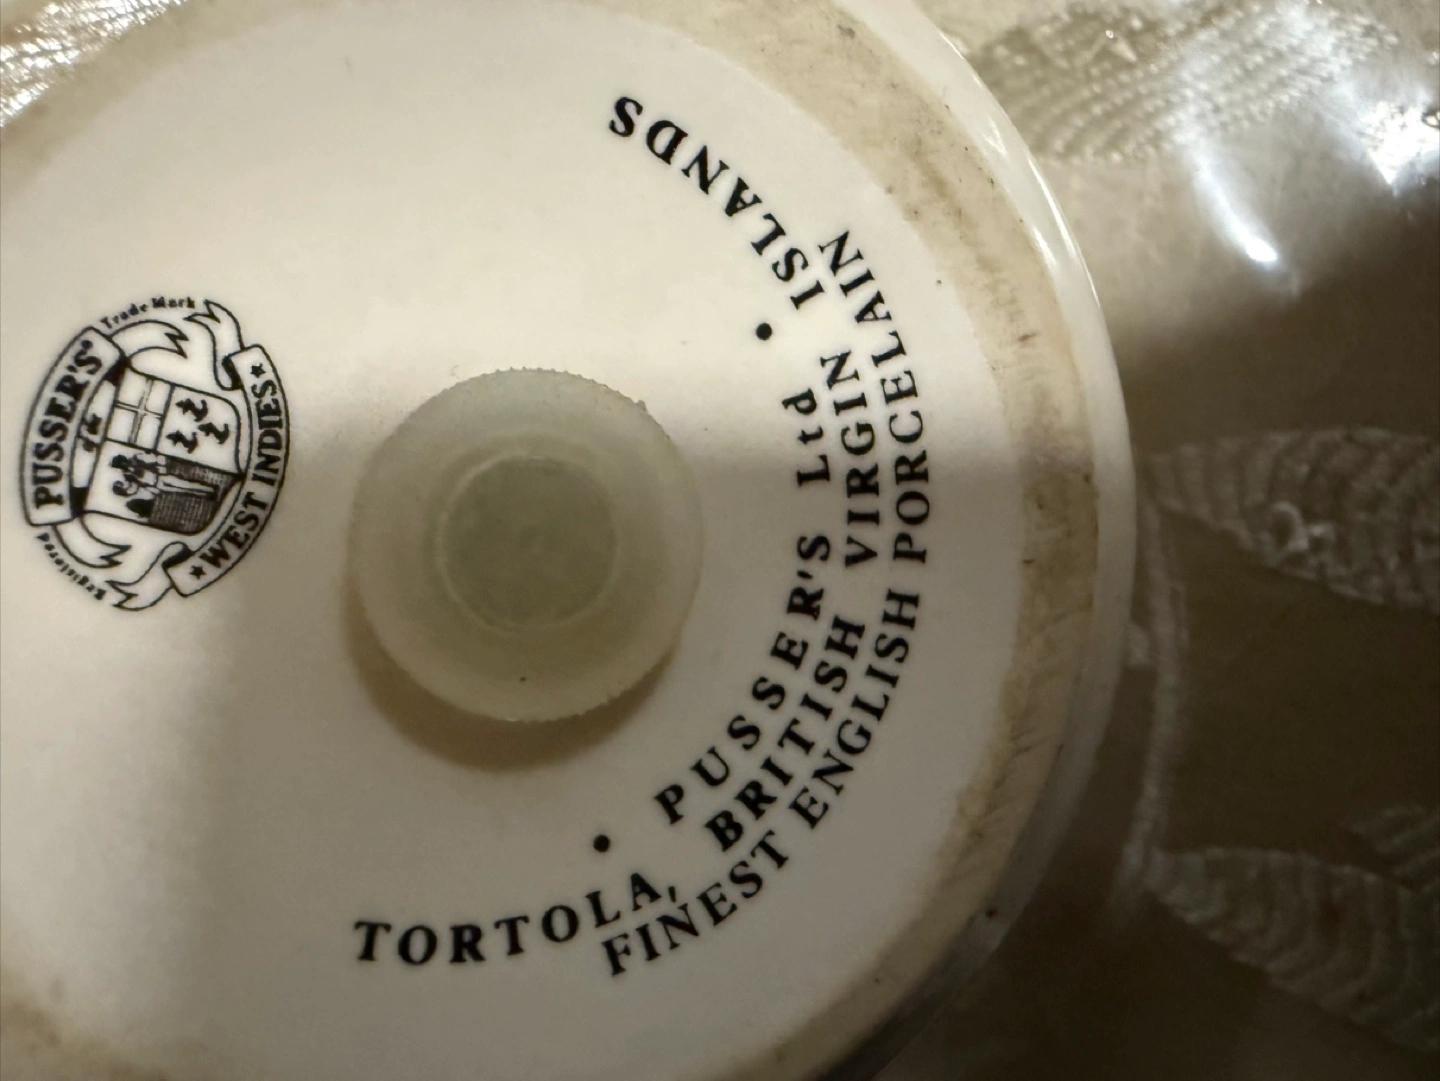 Trade Mark
PUSSER'S
WEST INDIES
Registered
• PUSSER'S Ltd •
TORTOLA, BRITISH VIRGIN ISLANDS
FINEST ENGLISH PORCELAIN